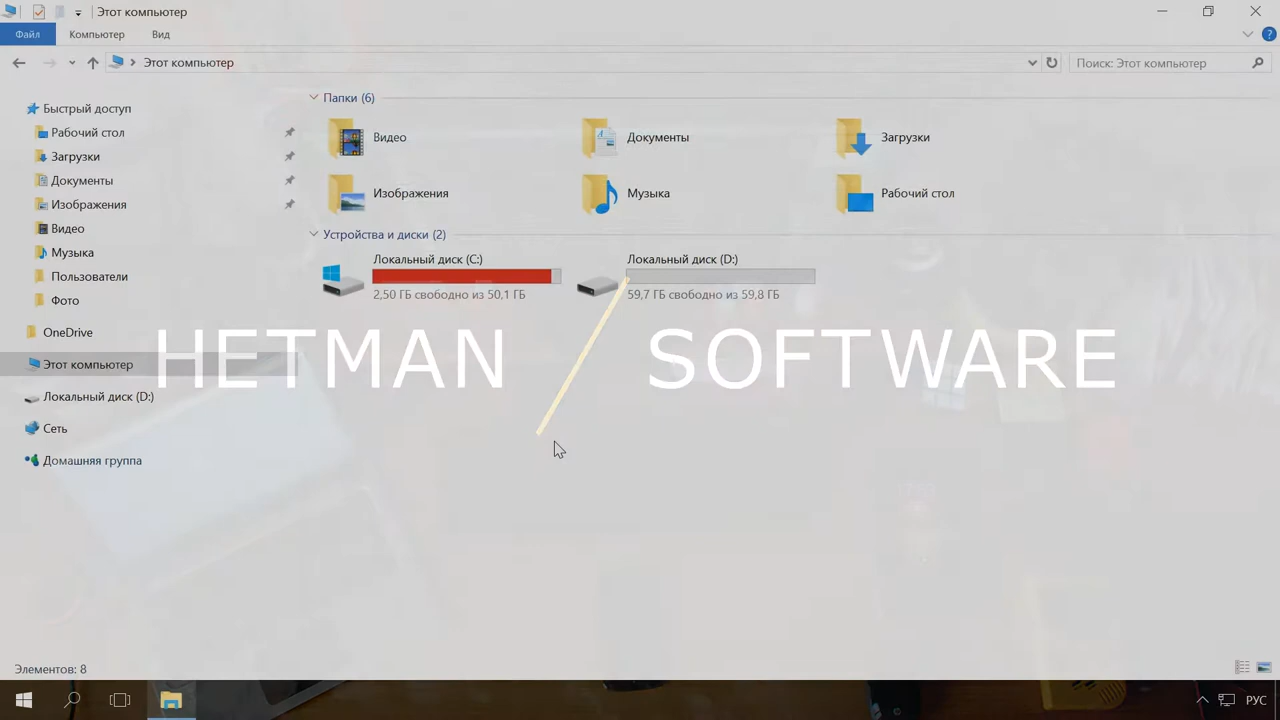 Этот компьютер
Файл
Компьютер
Вид
Этот компьютер
Поиск: Этот компьютер
Быстрый доступ
Рабочий стол
Загрузки
Документы
Изображения
Видео
Музыка
Пользователи
Фото
OneDrive
Этот компьютер
Локальный диск (D:)
Сеть
Домашняя группа
Папки (6)
Видео
Документы
Загрузки
Изображения
Музыка
Рабочий стол
Устройства и диски (2)
Локальный диск (C:)
2,50 ГБ свободно из 50,1 ГБ
Локальный диск (D:)
59,7 ГБ свободно из 59,8 ГБ
HETMAN SOFTWARE
Элементов: 8
РУС